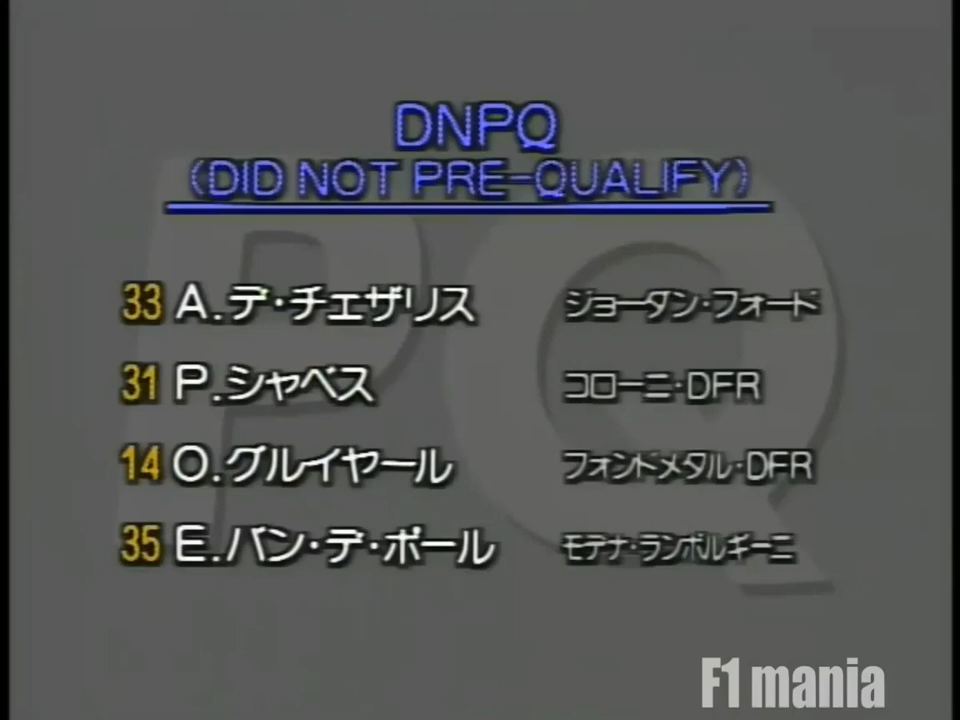 DNPQ
(DID NOT PRE-QUALIFY)
33 A.デ・チェザリス ジョーダン・フォード
31 P.シャベス コローニ・DFR
14 O.グルイヤール フォンドメタル・DFR
35 E.バン・デ・ポール モデナ・ランボルギーニ
PQ
F1 mania